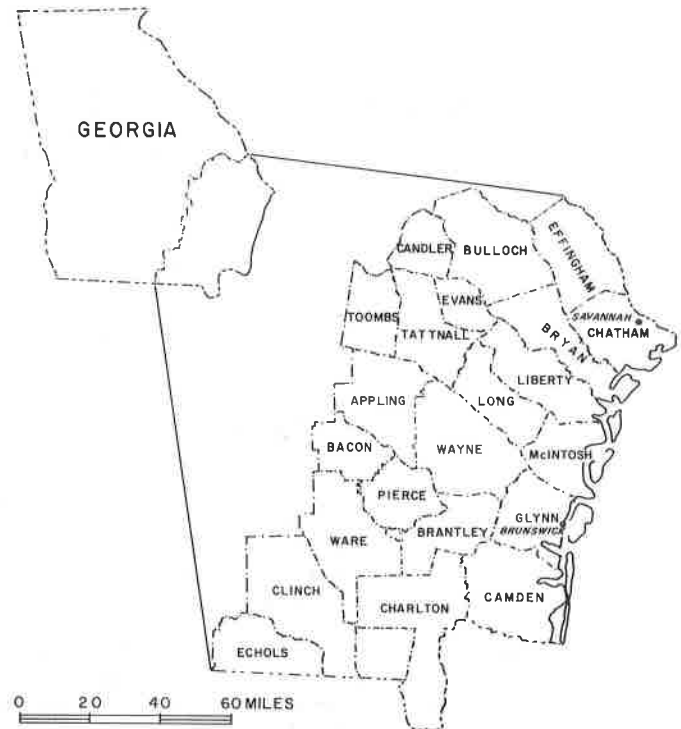 GEORGIA
CANDLER
BULLOCH
EFFINGHAM
EVANS
TOOMBS
TATTNALL
SAVANNAH
CHATHAM
BRYAN
LIBERTY
APPLING
LONG
BACON
WAYNE
McINTOSH
PIERCE
GLYNN
BRUNSWICK
WARE
BRANTLEY
CLINCH
CHARLTON
CAMDEN
ECHOLS
0 20 40 60 MILES